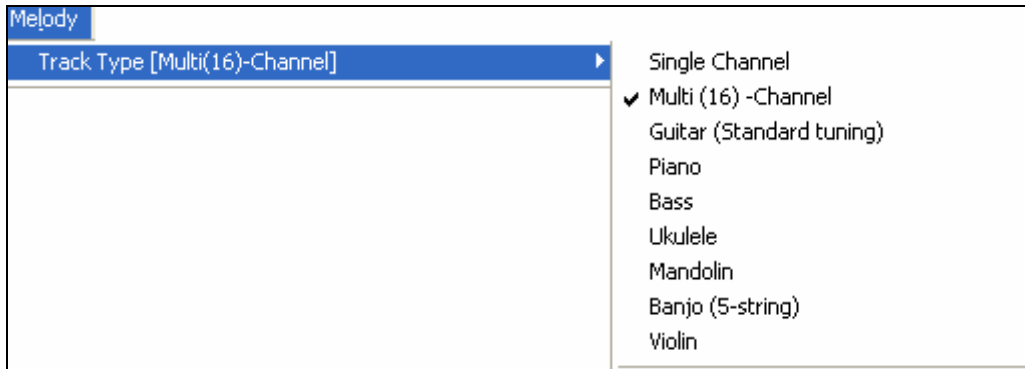 Melody
Track Type [Multi(16)-Channel]
Single Channel
Multi (16) -Channel
Guitar (Standard tuning)
Piano
Bass
Ukulele
Mandolin
Banjo (5-string)
Violin